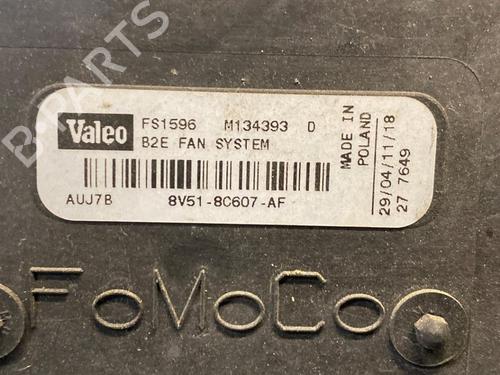 B-PARTS
Valeo
FS1596 M134393 D
B2E FAN SYSTEM
AUJ7B 8V51-8C607-AF
MADE IN
POLAND
29/04/11/18
27 7649
FoMoCo